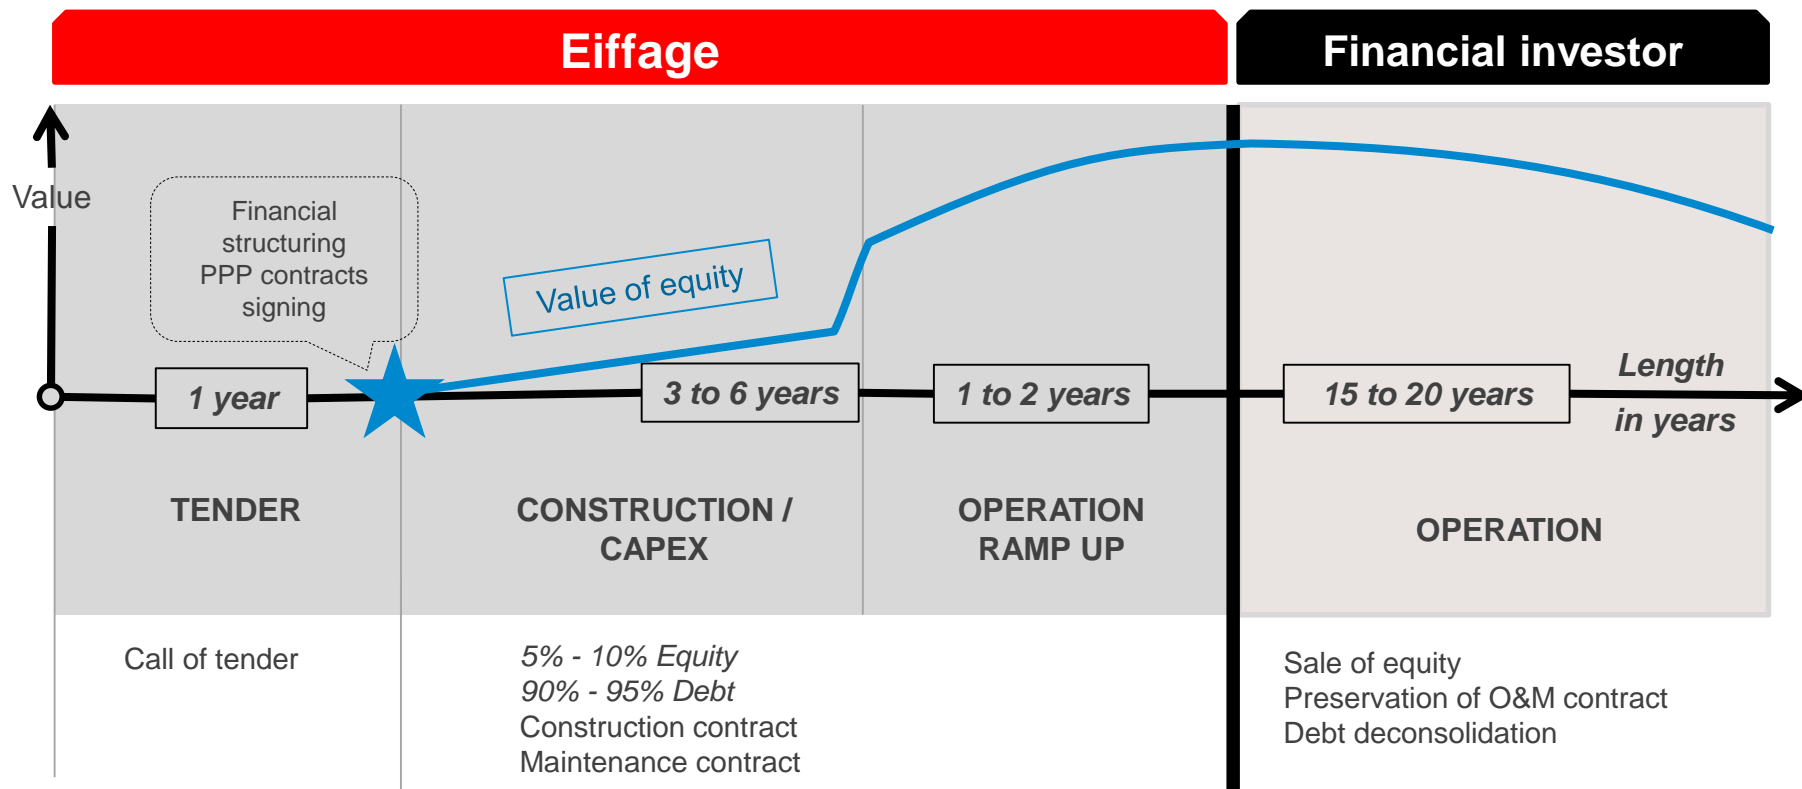 Eiffage
Financial investor
Value
Financial
structuring
PPP contracts
signing
Value of equity
1 year
3 to 6 years
1 to 2 years
15 to 20 years
Length
in years
TENDER
CONSTRUCTION /
CAPEX
OPERATION
RAMP UP
OPERATION
Call of tender
5% - 10% Equity
90% - 95% Debt
Construction contract
Maintenance contract
Sale of equity
Preservation of O&M contract
Debt deconsolidation